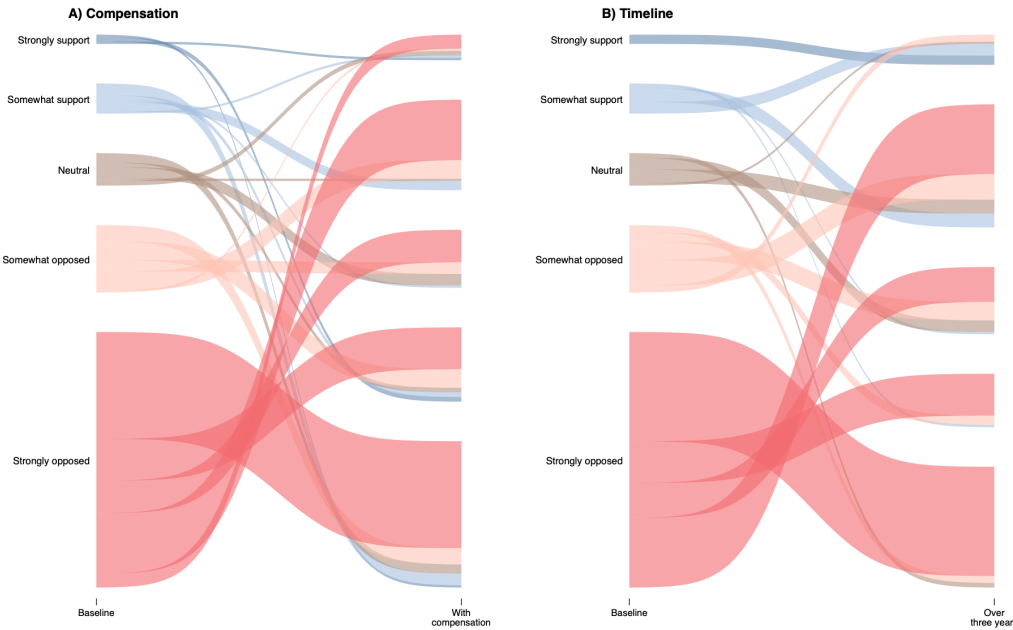 A) Compensation
Strongly support
Somewhat support
Neutral
Somewhat opposed
Strongly opposed
Baseline
With
compensation
B) Timeline
Strongly support
Somewhat support
Neutral
Somewhat opposed
Strongly opposed
Baseline
Over
three year